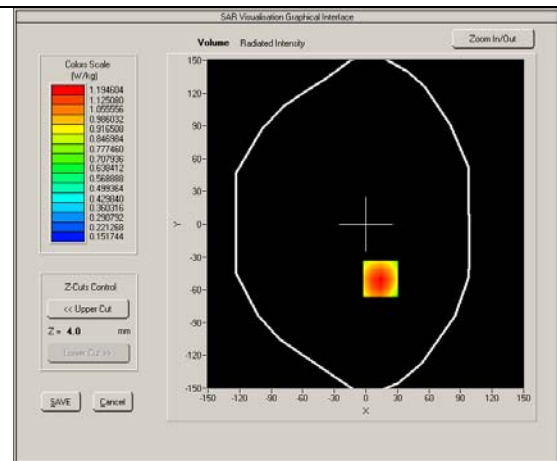 SAR Visualisation Graphical Interface
Volume Radiated Intensity
Zoom In/Out
Colors Scale
(W/kg)
1.194604
1.125080
1.055556
0.986032
0.916508
0.846984
0.777460
0.707936
0.638412
0.568888
0.499364
0.429840
0.360316
0.290792
0.221268
0.151744
Z-Cuts Control
<< Upper Cut
Z = 4.0 mm
Lower Cut >>
SAVE Cancel
150
120
90
60
30
0
-30
-60
-90
-120
-150
Y
-150 -120 -90 -60 -30 0 30 60 90 120 150
X